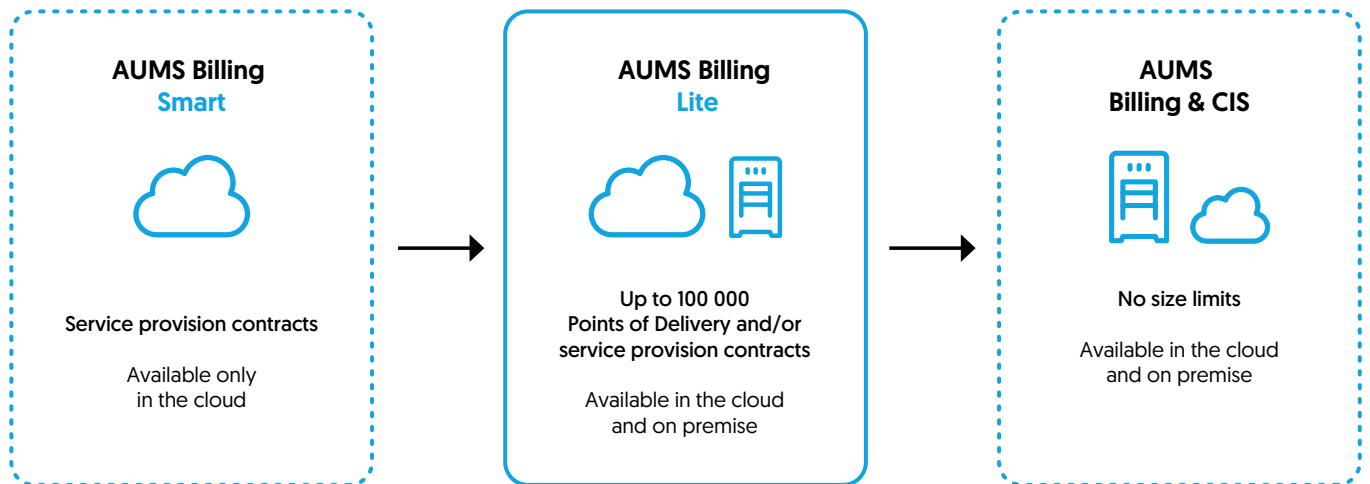 AUMS Billing
Smart
Service provision contracts
Available only
in the cloud
AUMS Billing
Lite
Up to 100 000
Points of Delivery and/or
service provision contracts
Available in the cloud
and on premise
AUMS
Billing & CIS
No size limits
Available in the cloud
and on premise